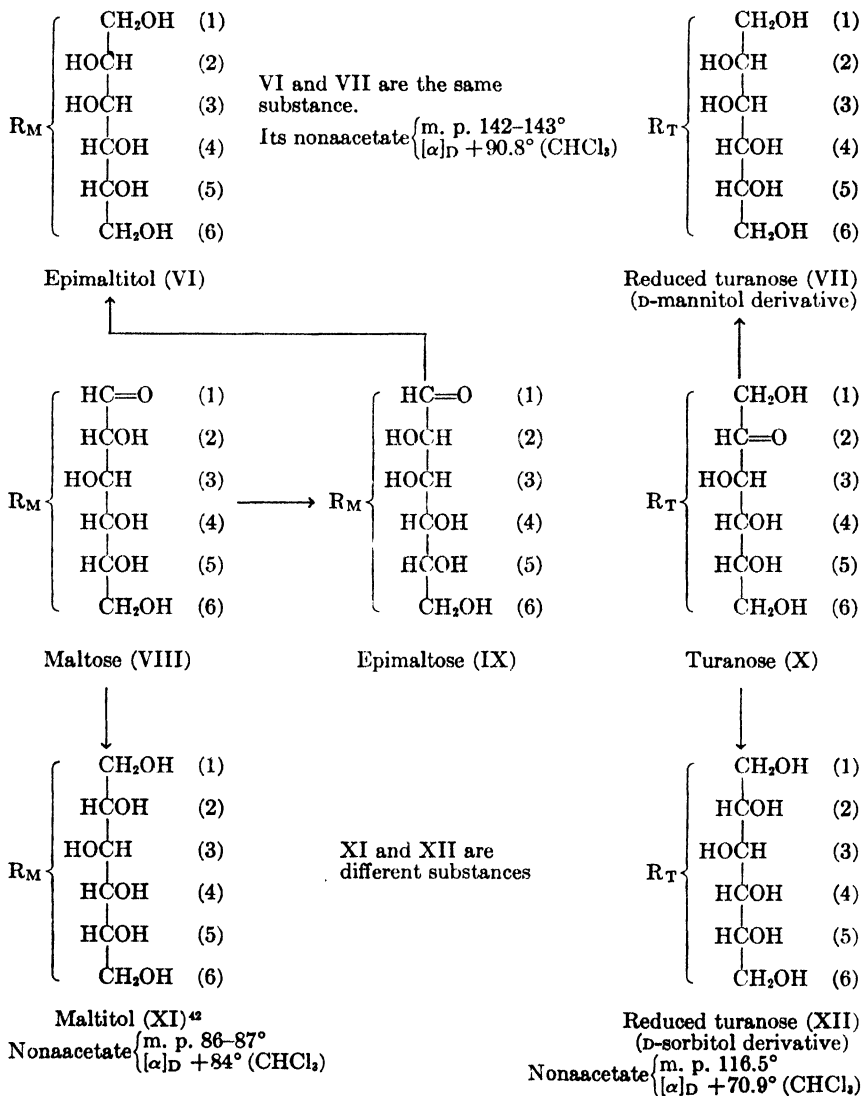 CH₂OH (1)
HOCH (2)
HOCH (3)
R_M HCOH (4)
HCOH (5)
CH₂OH (6)
Epimaltitol (VI)
VI and VII are the same
substance.
Its nonaacetate { m. p. 142–143°
[α]D +90.8° (CHCl₃)
CH₂OH (1)
HOCH (2)
HOCH (3)
R_T HCOH (4)
HCOH (5)
CH₂OH (6)
Reduced turanose (VII)
(D-mannitol derivative)
HC=O (1)
HCOH (2)
HOCH (3)
R_M HCOH (4)
HCOH (5)
CH₂OH (6)
Maltose (VIII)
HC=O (1)
HOCH (2)
HOCH (3)
R_M HCOH (4)
HCOH (5)
CH₂OH (6)
Epimaltose (IX)
CH₂OH (1)
HC=O (2)
HOCH (3)
R_T HCOH (4)
HCOH (5)
CH₂OH (6)
Turanose (X)
CH₂OH (1)
HCOH (2)
HOCH (3)
R_M HCOH (4)
HCOH (5)
CH₂OH (6)
Maltitol (XI)⁴²
Nonaacetate { m. p. 86–87°
[α]D +84° (CHCl₃)
XI and XII are
different substances
CH₂OH (1)
HCOH (2)
HOCH (3)
R_T HCOH (4)
HCOH (5)
CH₂OH (6)
Reduced turanose (XII)
(D-sorbitol derivative)
Nonaacetate { m. p. 116.5°
[α]D +70.9° (CHCl₃)